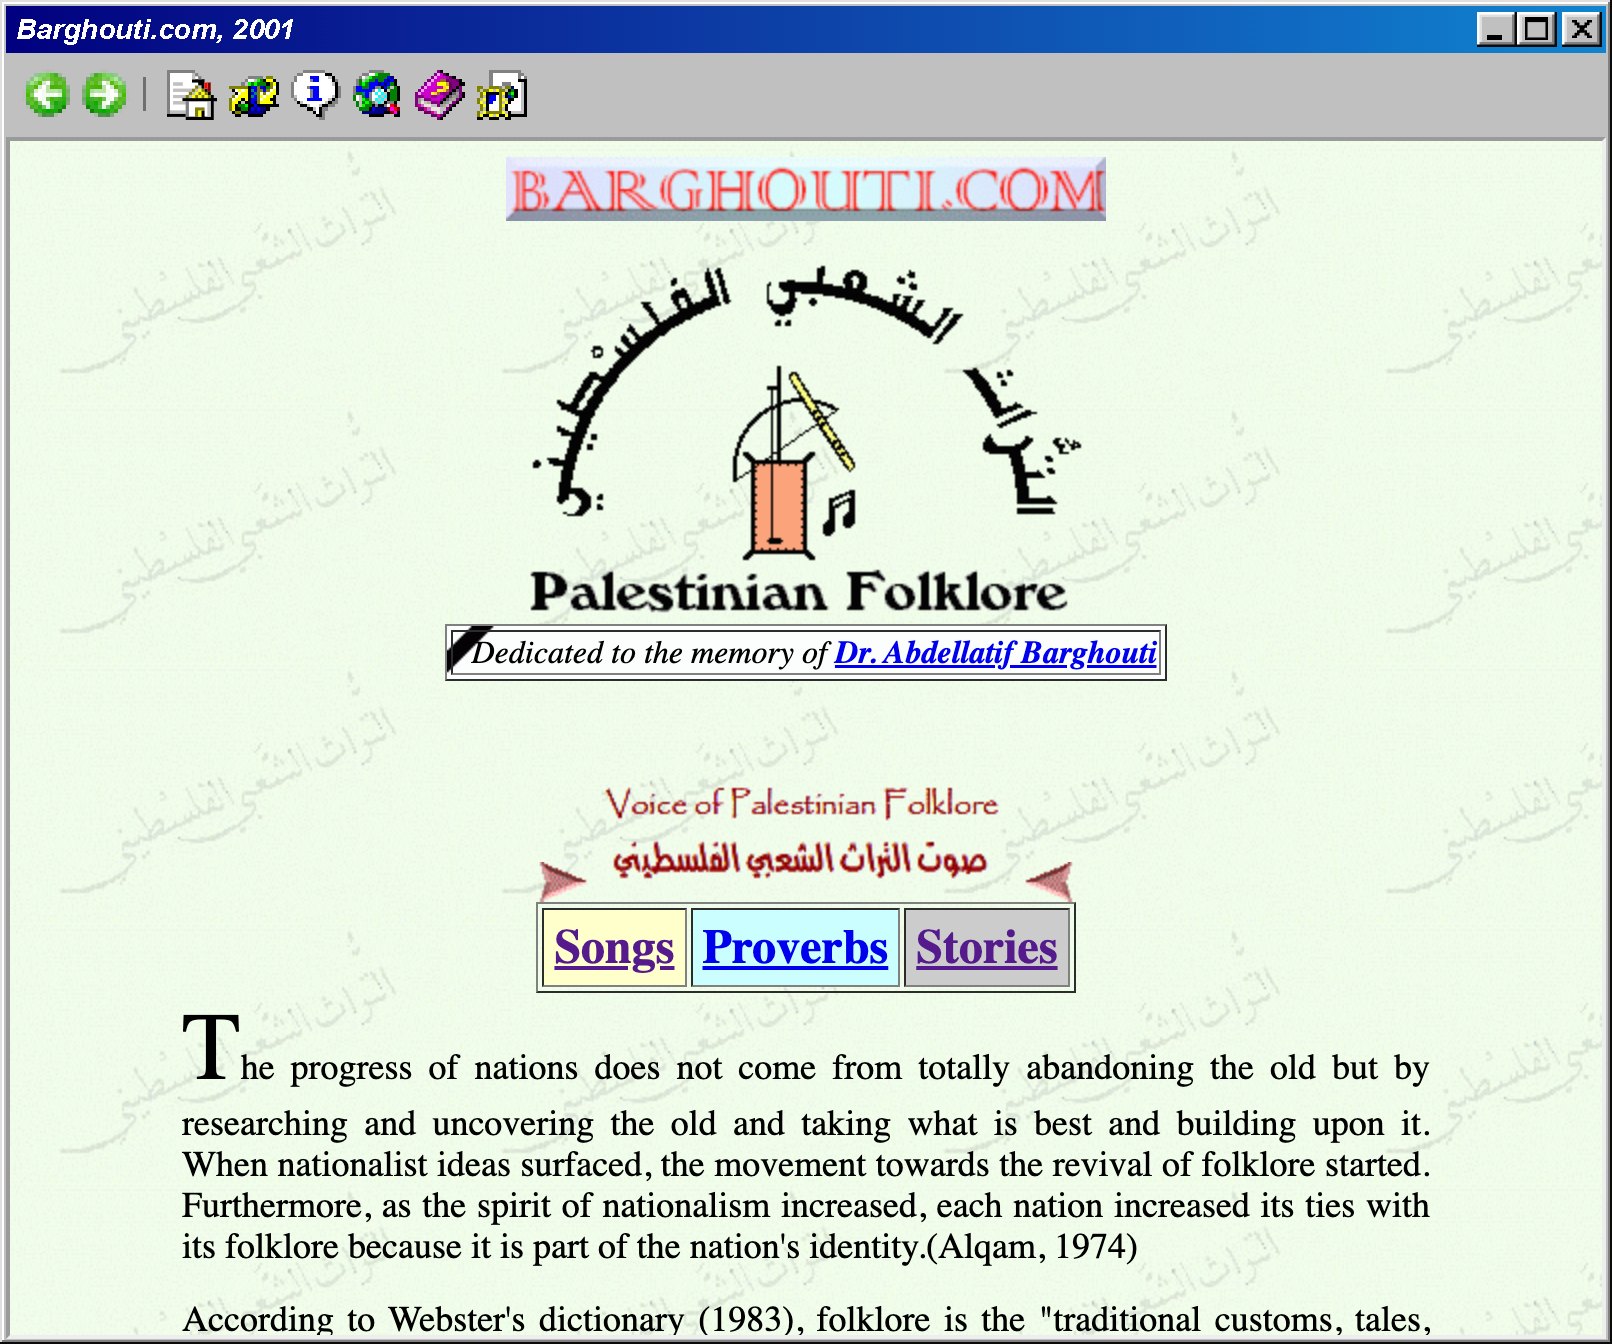 Barghouti.com, 2001
BARGHOUTI.COM
التراث الشعبي الفلسطيني
Palestinian Folklore
Dedicated to the memory of Dr. Abdellatif Barghouti
Voice of Palestinian Folklore
صوت التراث الشعبي الفلسطيني
Songs Proverbs Stories
The progress of nations does not come from totally abandoning the old but by
researching and uncovering the old and taking what is best and building upon it.
When nationalist ideas surfaced, the movement towards the revival of folklore started.
Furthermore, as the spirit of nationalism increased, each nation increased its ties with
its folklore because it is part of the nation's identity.(Alqam, 1974)
According to Webster's dictionary (1983), folklore is the "traditional customs, tales,